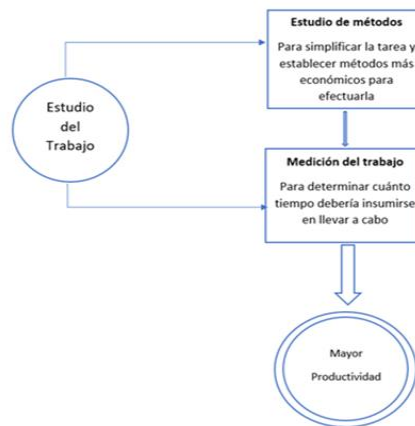 Estudio de métodos
Para simplificar la tarea y
establecer métodos más
económicos para
efectuarla
Estudio
del
Trabajo
Medición del trabajo
Para determinar cuánto
tiempo debería insumirse
en llevar a cabo
Mayor
Productividad